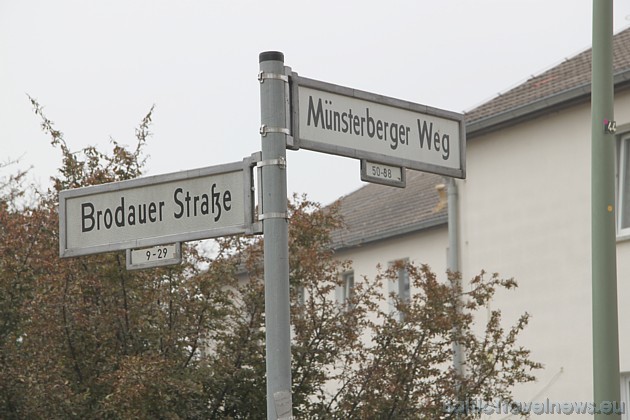 Münsterberger Weg
50-88
Brodauer Straße
9-29